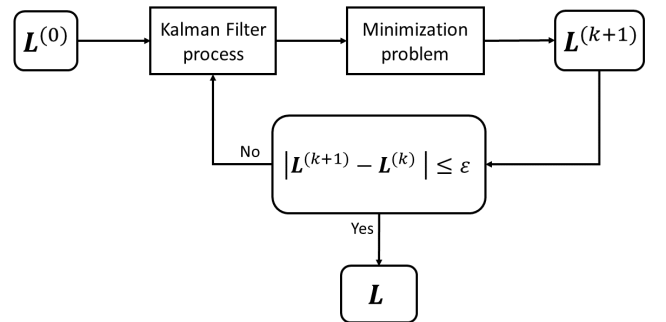 L^(0)
Kalman Filter
process
Minimization
problem
L^(k+1)
No
|L^(k+1) − L^(k)| ≤ ε
Yes
L